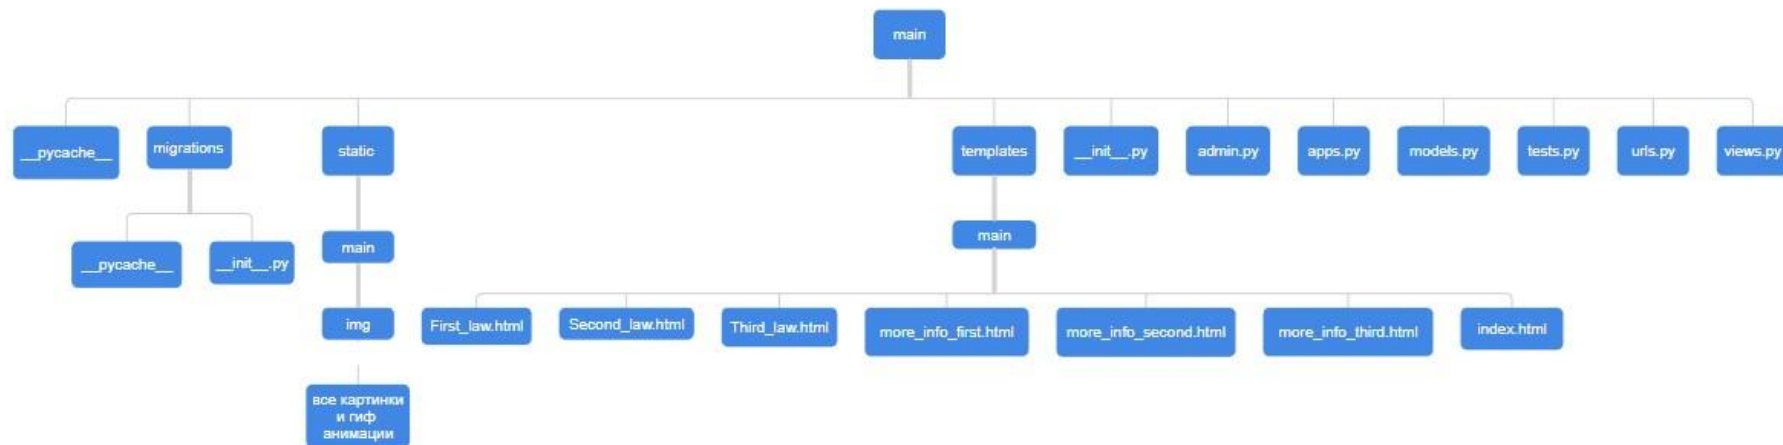 main
__pycache__
migrations
static
templates
__init__.py
admin.py
apps.py
models.py
tests.py
urls.py
views.py
__pycache__
__init__.py
main
main
img
First_law.html
Second_law.html
Third_law.html
more_info_first.html
more_info_second.html
more_info_third.html
index.html
все картинки
и гиф
анимации